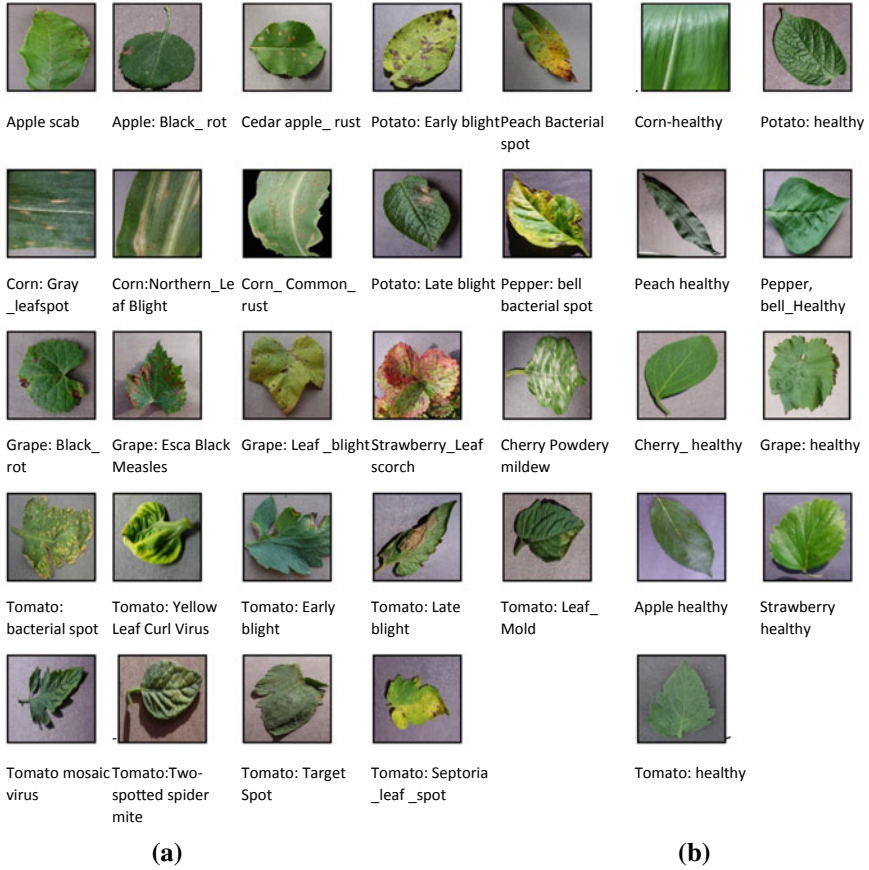 Apple scab
Apple: Black_ rot
Cedar apple_ rust
Potato: Early blight
Peach Bacterial
spot
Corn-healthy
Potato: healthy
Corn: Gray
_leafspot
Corn:Northern_Le
af Blight
Corn_ Common_
rust
Potato: Late blight
Pepper: bell
bacterial spot
Peach healthy
Pepper,
bell_Healthy
Grape: Black_
rot
Grape: Esca Black
Measles
Grape: Leaf _blight
Strawberry_Leaf
scorch
Cherry Powdery
mildew
Cherry_ healthy
Grape: healthy
Tomato:
bacterial spot
Tomato: Yellow
Leaf Curl Virus
Tomato: Early
blight
Tomato: Late
blight
Tomato: Leaf_
Mold
Apple healthy
Strawberry
healthy
Tomato mosaic
virus
Tomato:Two-
spotted spider
mite
Tomato: Target
Spot
Tomato: Septoria
_leaf _spot
Tomato: healthy
(a)
(b)